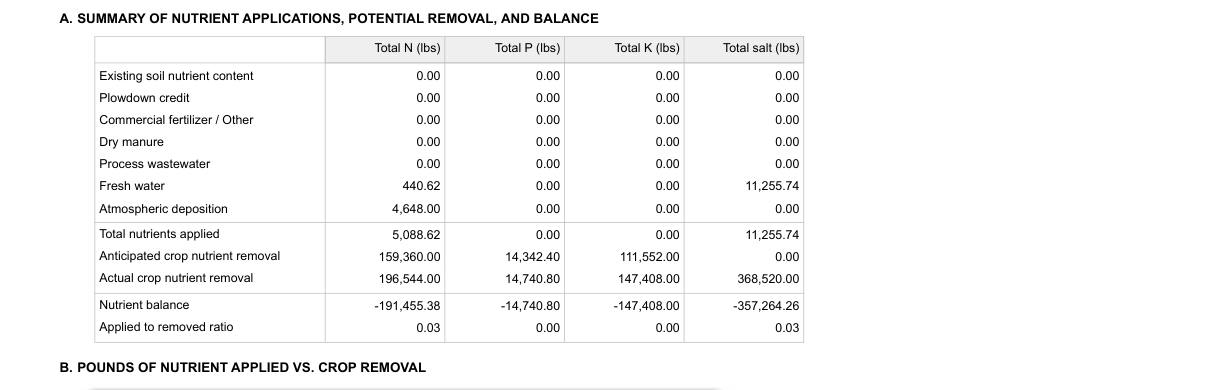 A. SUMMARY OF NUTRIENT APPLICATIONS, POTENTIAL REMOVAL, AND BALANCE
Total N (lbs) Total P (lbs) Total K (lbs) Total salt (lbs)
Existing soil nutrient content 0.00 0.00 0.00 0.00
Plowdown credit 0.00 0.00 0.00 0.00
Commercial fertilizer / Other 0.00 0.00 0.00 0.00
Dry manure 0.00 0.00 0.00 0.00
Process wastewater 0.00 0.00 0.00 0.00
Fresh water 440.62 0.00 0.00 11,255.74
Atmospheric deposition 4,648.00 0.00 0.00 0.00
Total nutrients applied 5,088.62 0.00 0.00 11,255.74
Anticipated crop nutrient removal 159,360.00 14,342.40 111,552.00 0.00
Actual crop nutrient removal 196,544.00 14,740.80 147,408.00 368,520.00
Nutrient balance -191,455.38 -14,740.80 -147,408.00 -357,264.26
Applied to removed ratio 0.03 0.00 0.00 0.03
B. POUNDS OF NUTRIENT APPLIED VS. CROP REMOVAL